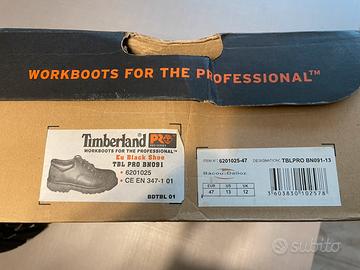 WORKBOOTS FOR THE PROFESSIONAL™
Timberland PRO
WORKBOOTS FOR THE PROFESSIONAL™
Eu Black Shoe
TBL PRO BN091
• 6201025
• CE EN 347-1 01
BDTBL 01
ITEM #: 6201025-47 DESIGNATION: TBLPRO BN091-13
Bacou-Dalloz
EUR US UK
47 13 12
3603830102578
subito